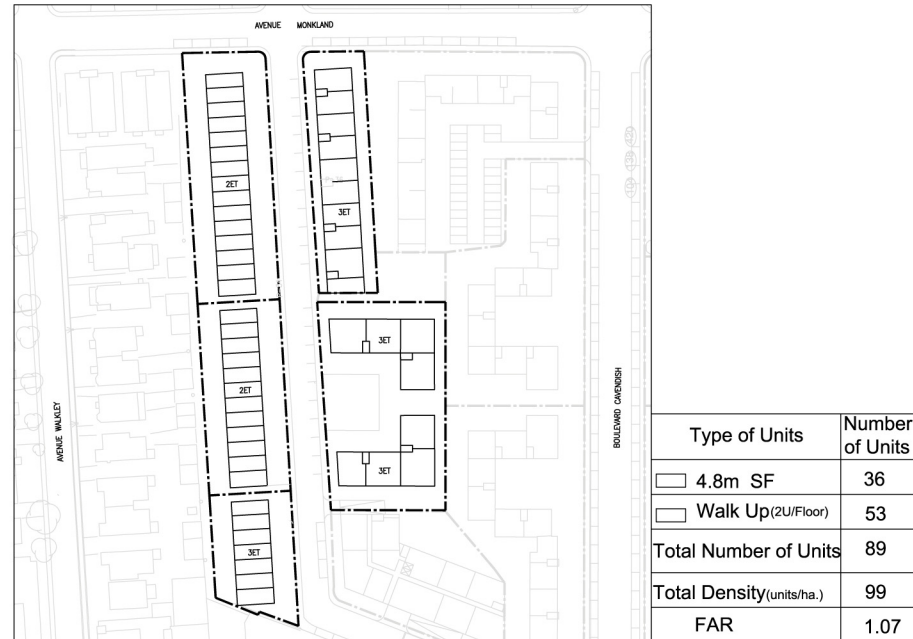 AVENUE MONKLAND
2ET
3ET
3ET
2ET
3ET
3ET
AVENUE WALKLEY
BOULEVARD CAVENDISH
Type of Units Number of Units
4.8m SF 36
Walk Up(2U/Floor) 53
Total Number of Units 89
Total Density(units/ha.) 99
FAR 1.07